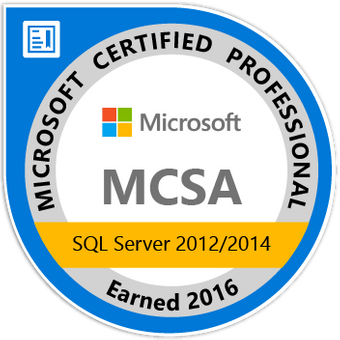 MICROSOFT CERTIFIED PROFESSIONAL
Microsoft
MCSA
SQL Server 2012/2014
Earned 2016